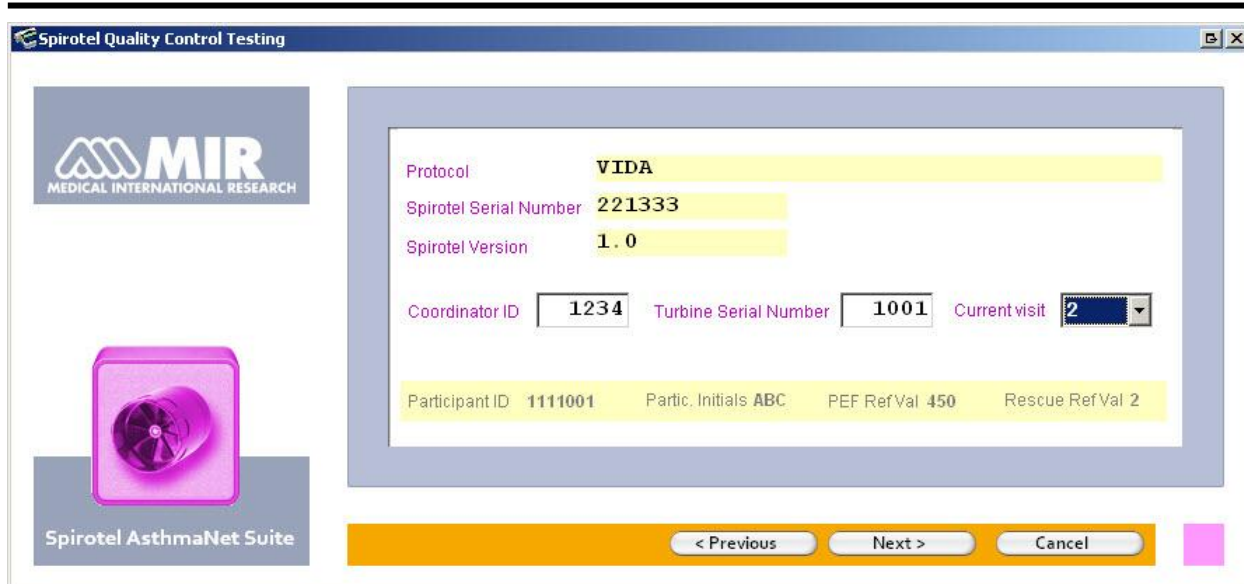 Spirotel Quality Control Testing
MIR
MEDICAL INTERNATIONAL RESEARCH
Protocol VIDA
Spirotel Serial Number 221333
Spirotel Version 1.0
Coordinator ID 1234 Turbine Serial Number 1001 Current visit 2
Participant ID 1111001 Partic. Initials ABC PEF Ref Val 450 Rescue Ref Val 2
Spirotel AsthmaNet Suite
< Previous Next > Cancel